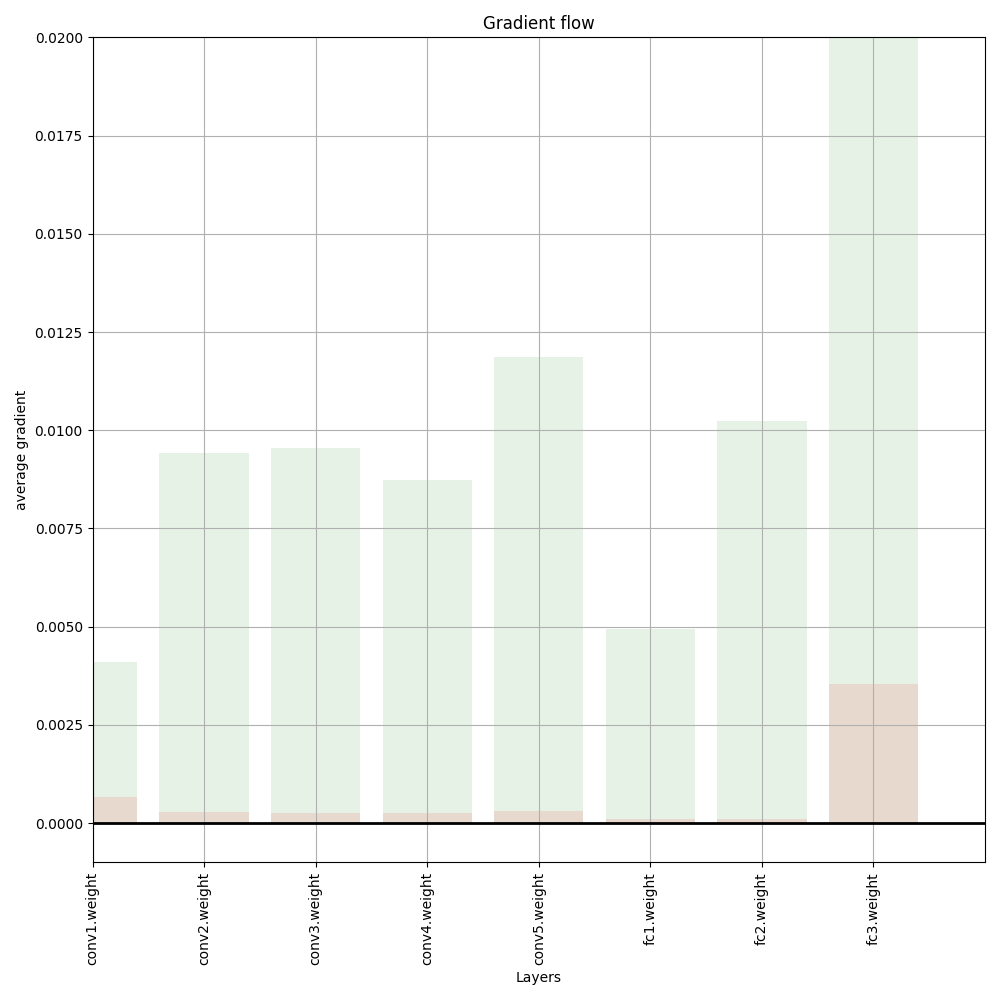 Gradient flow
0.0200
0.0175
0.0150
0.0125
0.0100
0.0075
0.0050
0.0025
0.0000
average gradient
conv1.weight
conv2.weight
conv3.weight
conv4.weight
conv5.weight
fc1.weight
fc2.weight
fc3.weight
Layers